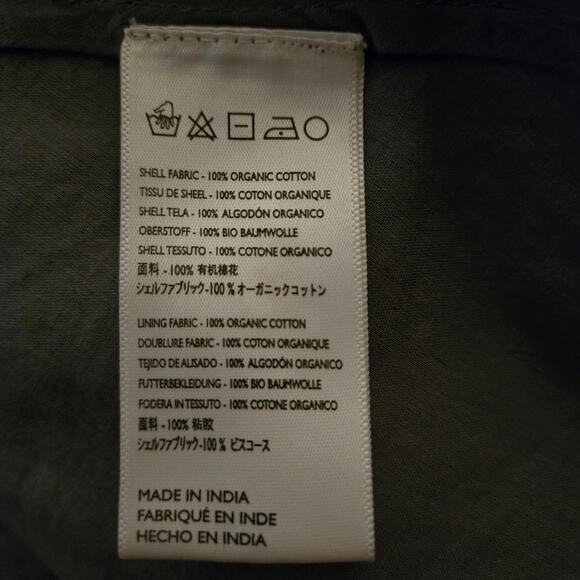 SHELL FABRIC - 100% ORGANIC COTTON
TISSU DE SHEEL - 100% COTON ORGANIQUE
SHELL TELA - 100% ALGODÓN ORGANICO
OBERSTOFF - 100% BIO BAUMWOLLE
SHELL TESSUTO - 100% COTONE ORGANICO
面料 - 100% 有机棉花
シェルファブリック-100 % オーガニックコットン
LINING FABRIC - 100% ORGANIC COTTON
DOUBLURE FABRIC - 100% COTON ORGANIQUE
TEJIDO DE ALISADO - 100% ALGODÓN ORGANICO
FUTTERBEKLEIDUNG - 100% BIO BAUMWOLLE
FODERA IN TESSUTO - 100% COTONE ORGANICO
面料 - 100% 粘胶
シェルファブリック-100% ビスコース
MADE IN INDIA
FABRIQUÉ EN INDE
HECHO EN INDIA